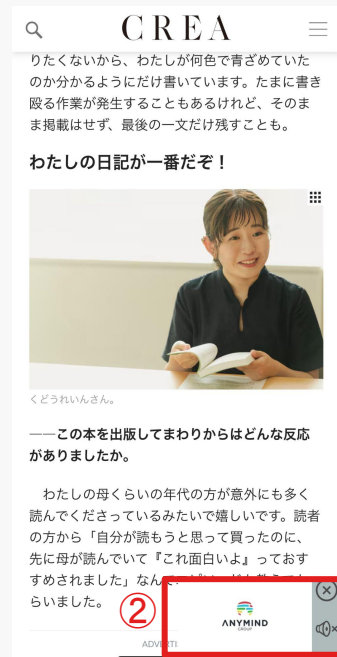 CREA
りたくないから、わたしが何色で青ざめていた
のか分かるようにだけ書いています。たまに書き
殴る作業が発生することもあるけれど、そのま
ま掲載はせず、最後の一文だけ残すことも。
わたしの日記が一番だぞ！
くどうれいんさん。
――この本を出版してまわりからはどんな反応
がありましたか。
わたしの母くらいの年代の方が意外にも多く
読んでくださっているみたいで嬉しいです。読者
の方から「自分が読もうと思って買ったのに、
先に母が読んでいて『これ面白いよ』っておす
すめされました」なん
らいました。
②
ANYMIND
GROUP
ADVERTI